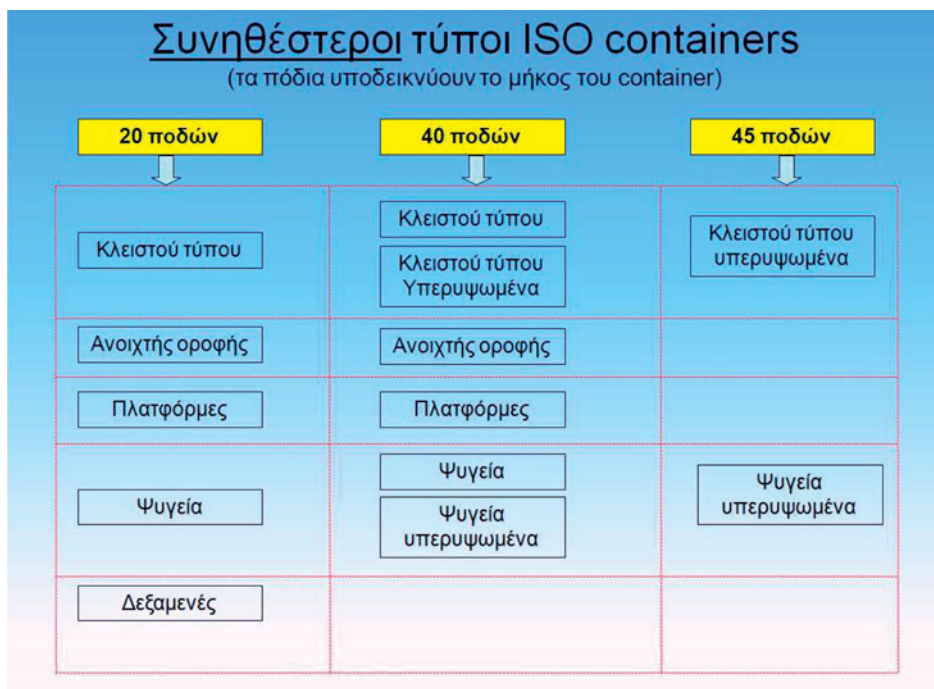 Συνηθέστεροι τύποι ISO containers
(τα πόδια υποδεικνύουν το μήκος του container)
20 ποδών
40 ποδών
45 ποδών
Κλειστού τύπου
Κλειστού τύπου
Κλειστού τύπου
Υπερυψωμένα
Κλειστού τύπου
υπερυψωμένα
Ανοιχτής οροφής
Ανοιχτής οροφής
Πλατφόρμες
Πλατφόρμες
Ψυγεία
Ψυγεία
Ψυγεία
υπερυψωμένα
Ψυγεία
υπερυψωμένα
Δεξαμενές